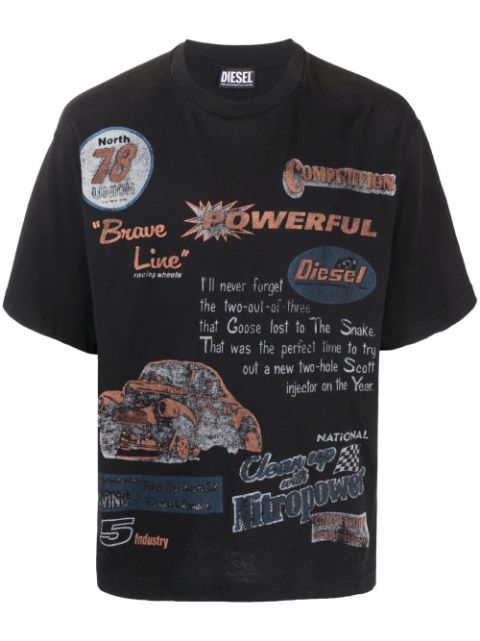 DIESEL
North
78
UNION
COMPETITION
"Brave
Line"
racing wheels
POWERFUL
Diesel
I'll never forget
the two-out-of-three
that Goose lost to The Snake.
That was the perfect time to try
out a new two-hole Scott
injector on the Year.
NATIONAL
Clean up
with
Nitropower
VING
5
Industry